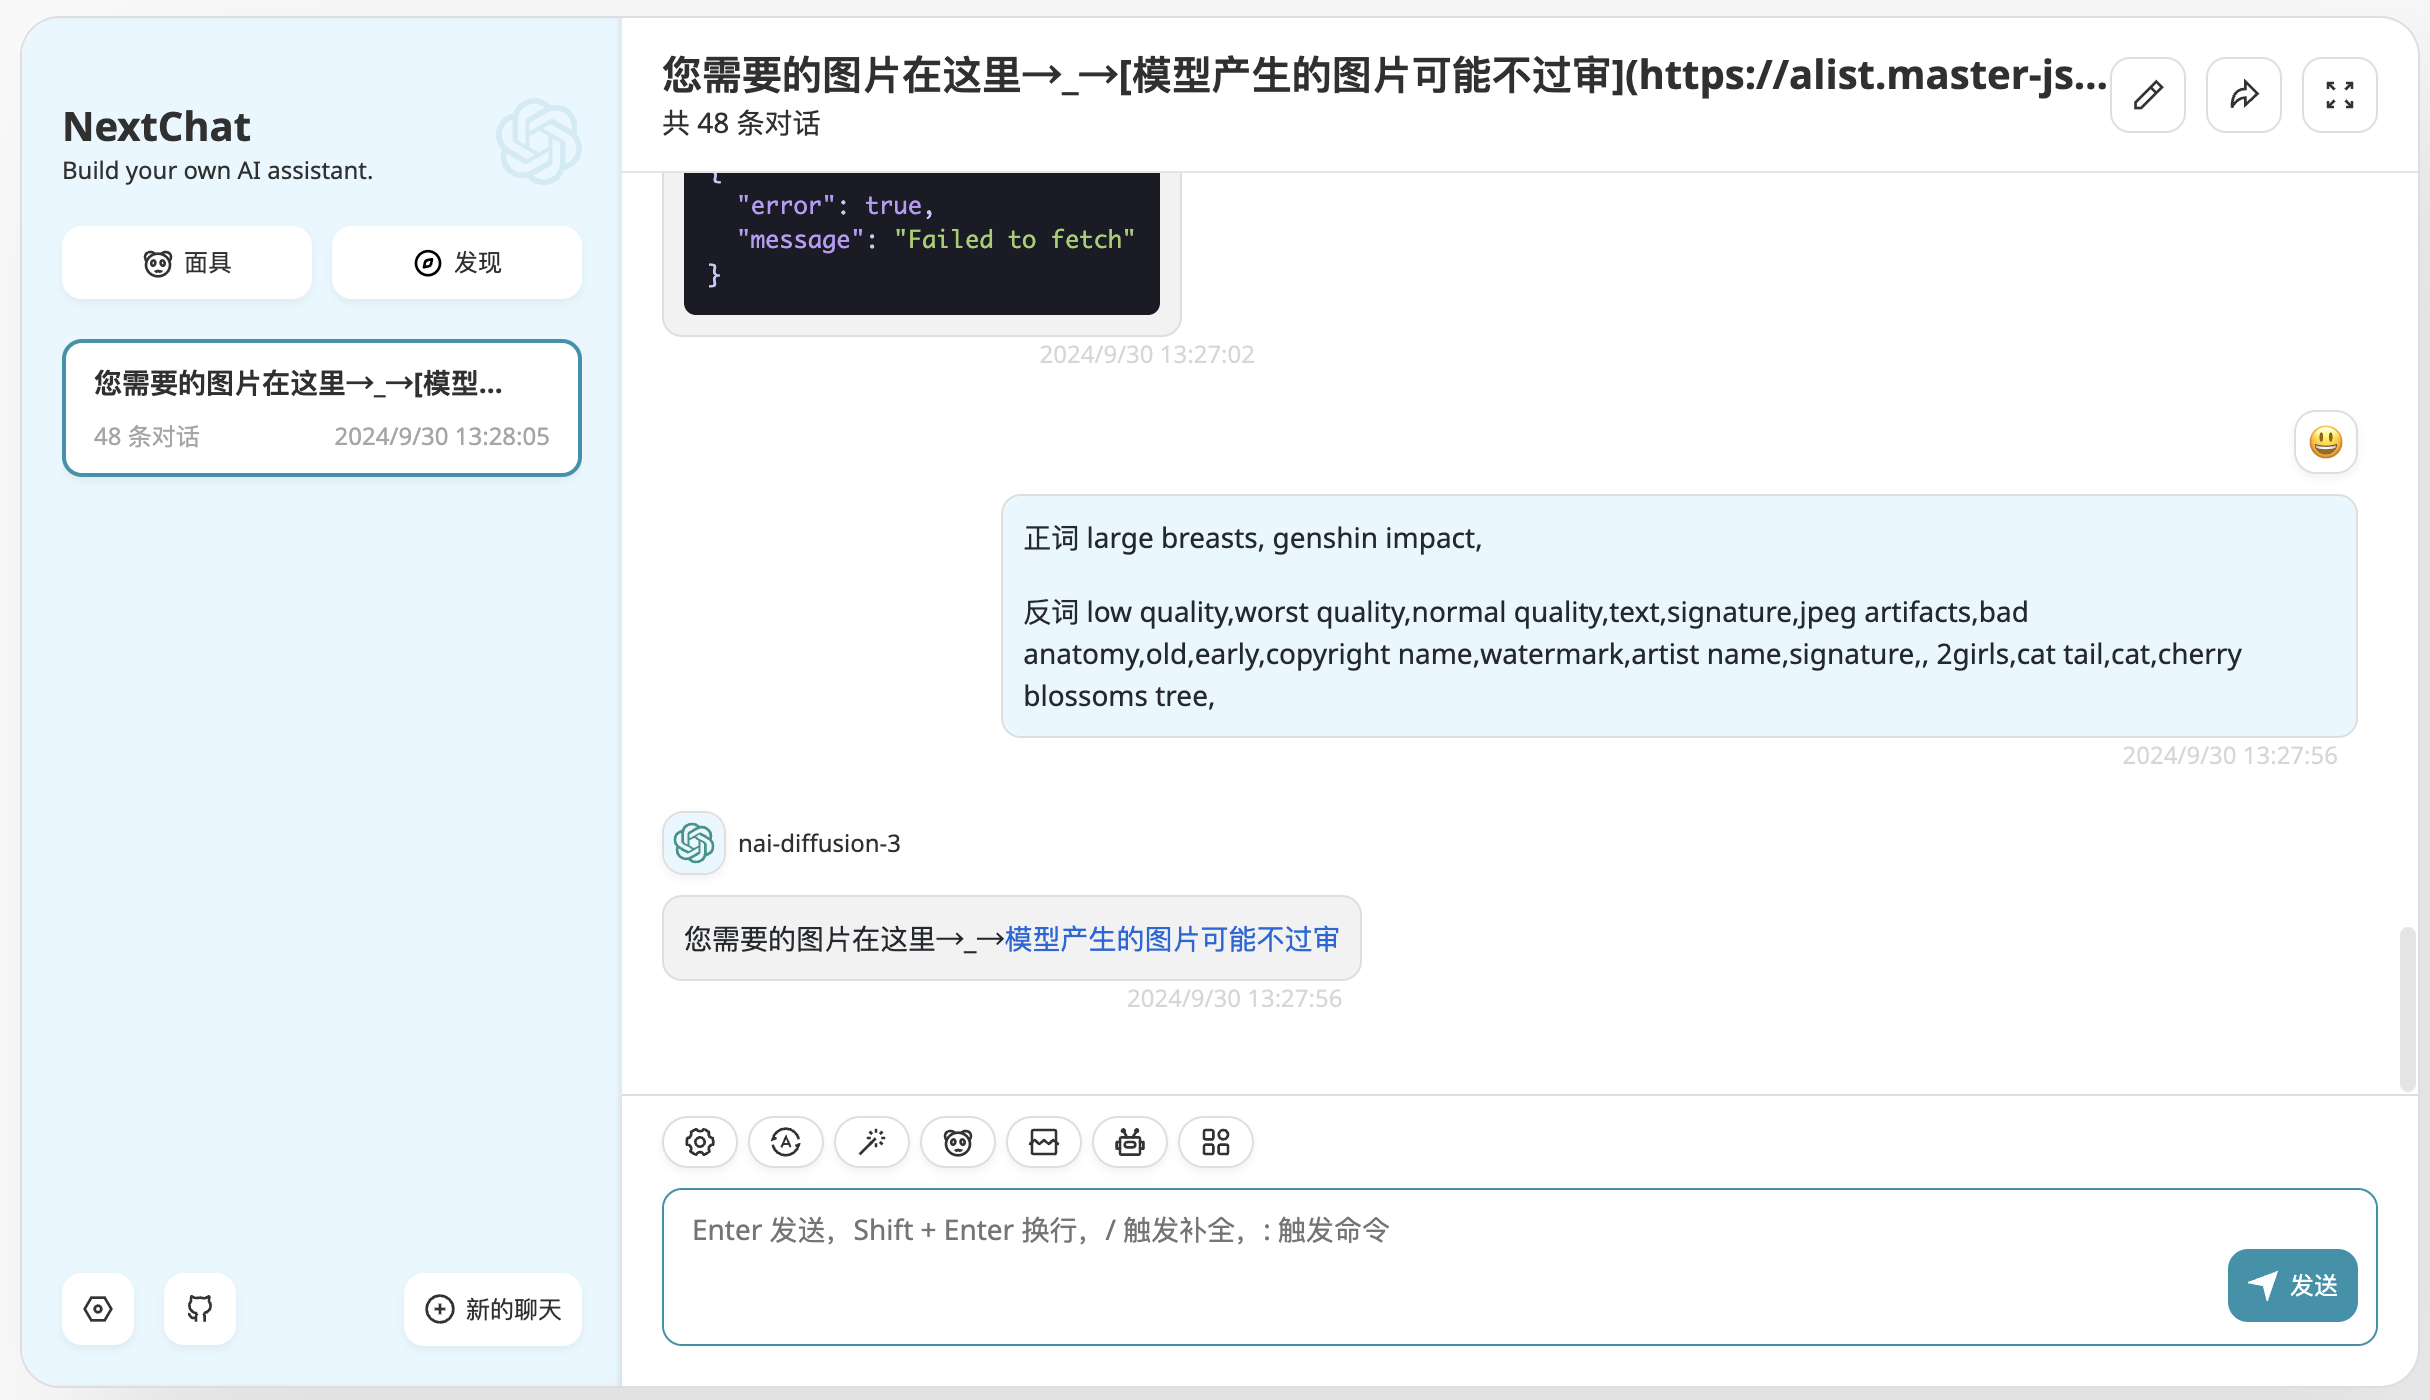 NextChat
Build your own AI assistant.
面具
发现
您需要的图片在这里→_→[模型...
48 条对话
2024/9/30 13:28:05
新的聊天
您需要的图片在这里→_→[模型产生的图片可能不过审](https://alist.master-js...
共 48 条对话
{
"error": true,
"message": "Failed to fetch"
}
2024/9/30 13:27:02
正词 large breasts, genshin impact,
反词 low quality,worst quality,normal quality,text,signature,jpeg artifacts,bad
anatomy,old,early,copyright name,watermark,artist name,signature,, 2girls,cat tail,cat,cherry
blossoms tree,
2024/9/30 13:27:56
nai-diffusion-3
您需要的图片在这里→_→模型产生的图片可能不过审
2024/9/30 13:27:56
Enter 发送，Shift + Enter 换行，/ 触发补全，: 触发命令
发送